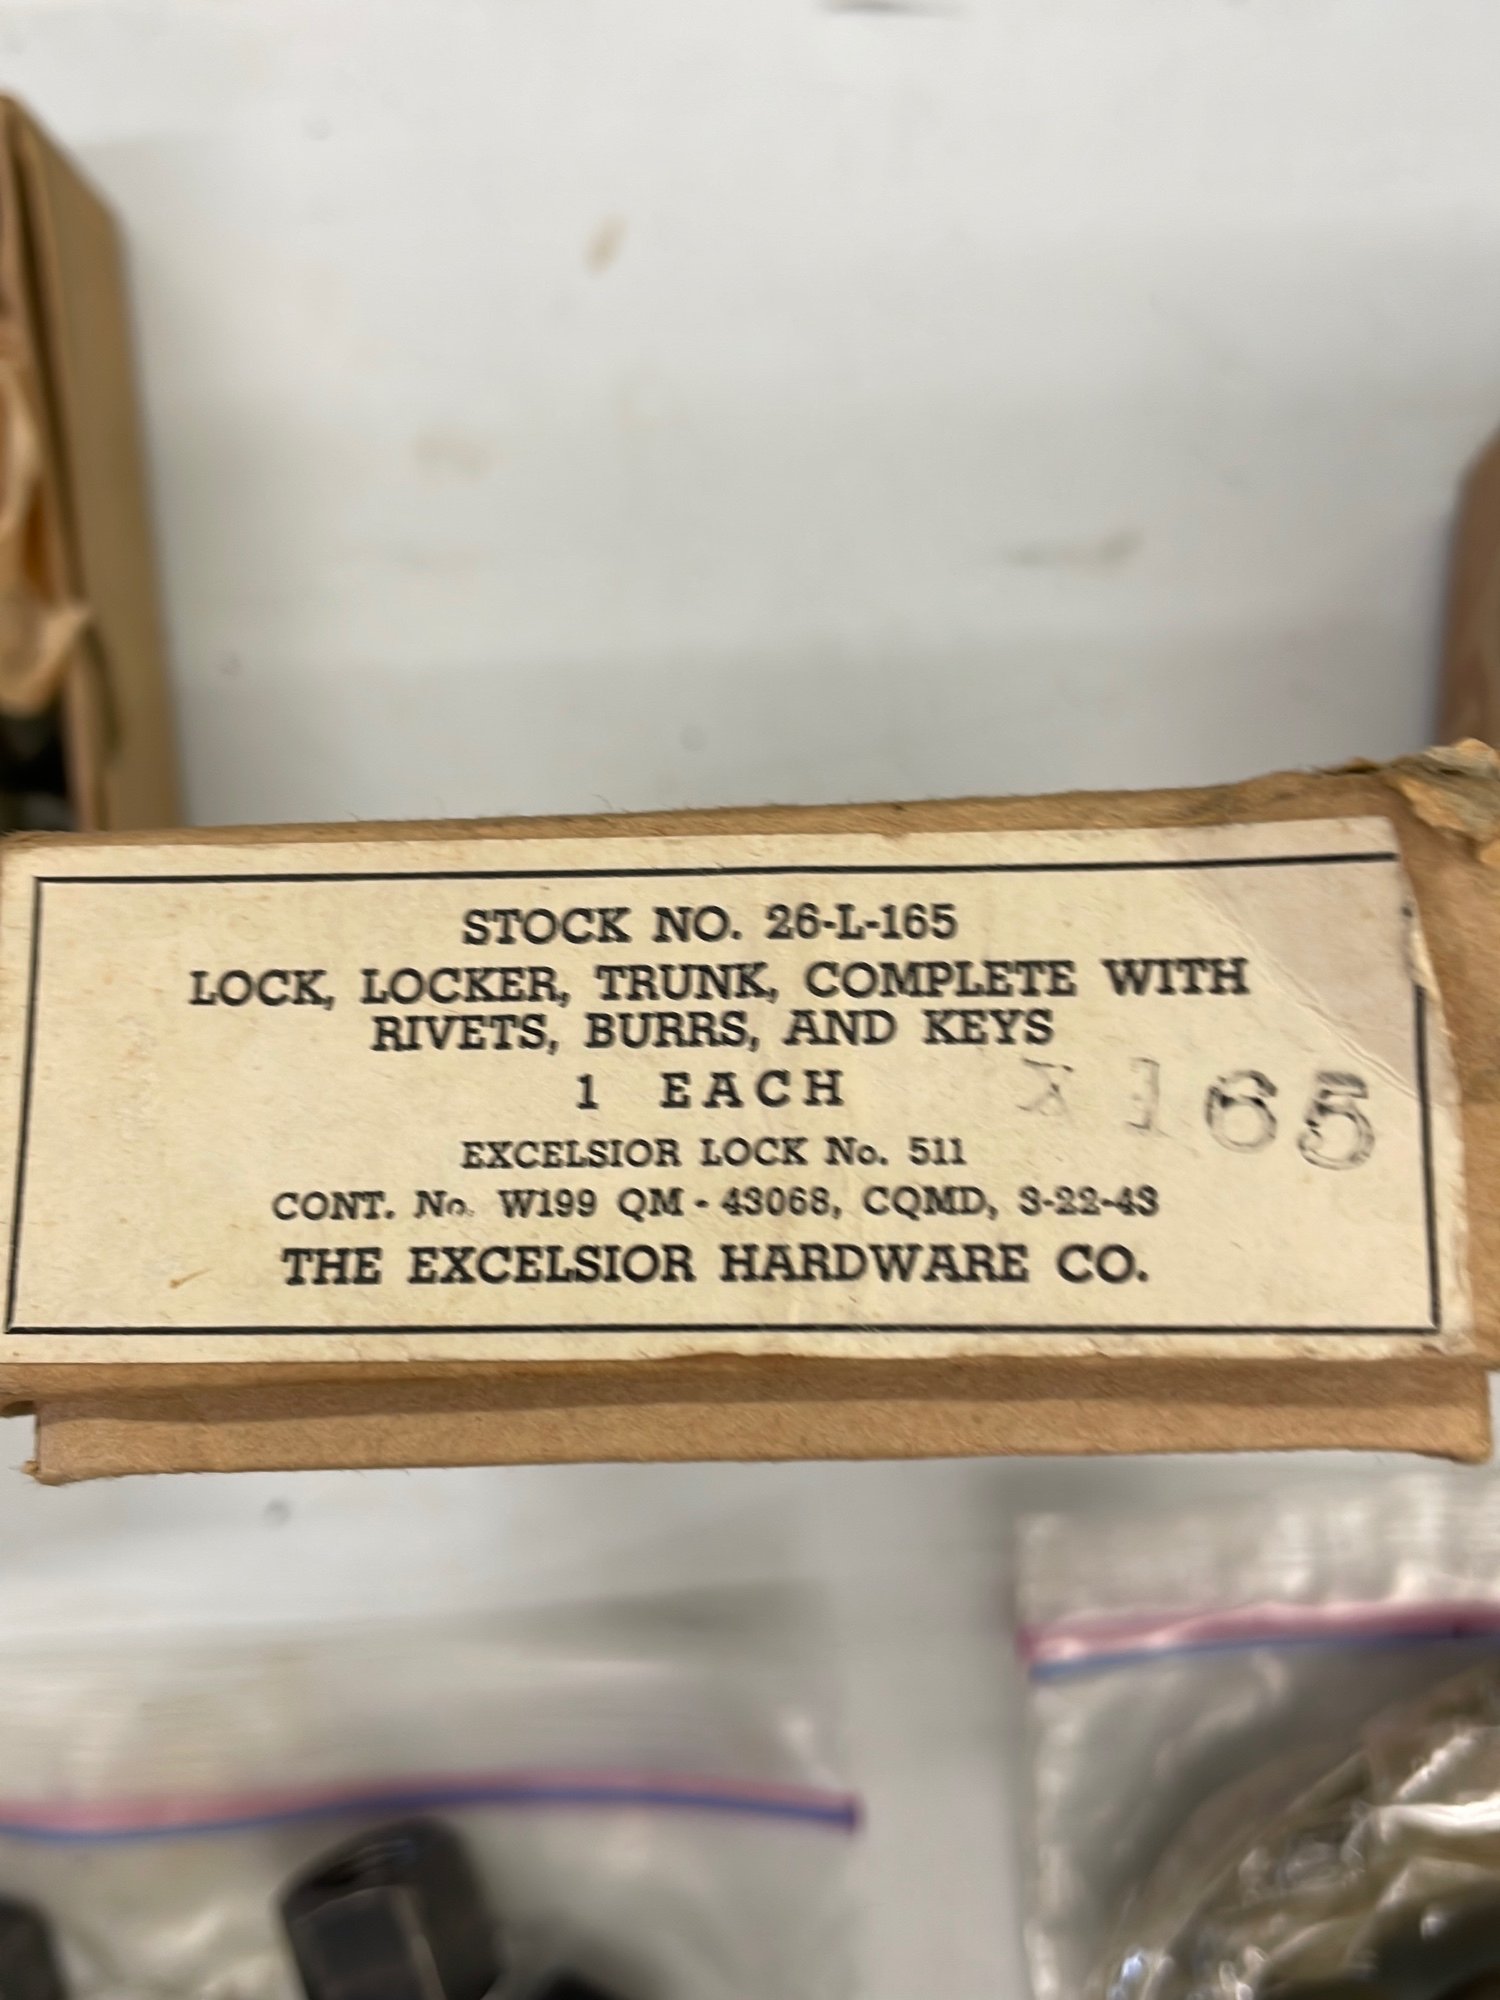 STOCK NO. 26-L-165
LOCK, LOCKER, TRUNK, COMPLETE WITH
RIVETS, BURRS, AND KEYS
1 EACH
X 165
EXCELSIOR LOCK No. 511
CONT. No. W199 QM - 43068, CQMD, 3-22-43
THE EXCELSIOR HARDWARE CO.